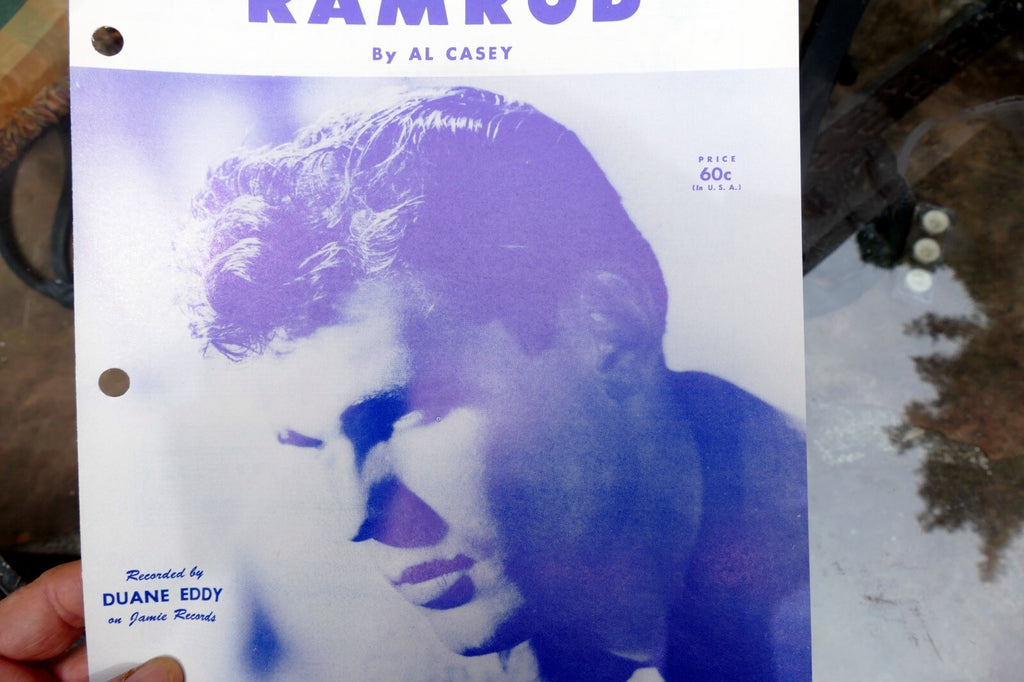 RAMROD
By AL CASEY
PRICE
60c
(In U. S. A.)
Recorded by
DUANE EDDY
on Jamie Records